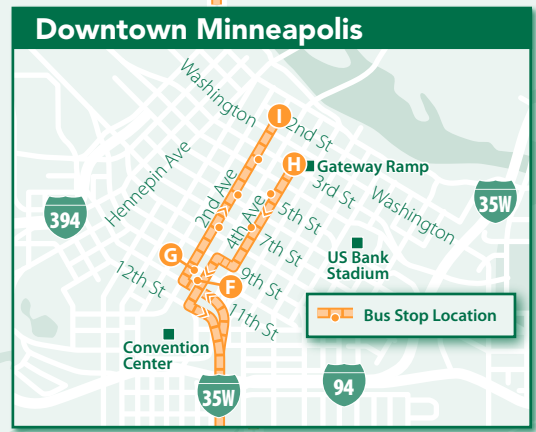 Downtown Minneapolis
Washington
I
2nd St
H
Gateway Ramp
Hennepin Ave
3rd St
Washington
2nd Ave
4th Ave
5th St
35W
394
7th St
G
US Bank
Stadium
12th St
9th St
F
11th St
Bus Stop Location
Convention
Center
35W
94